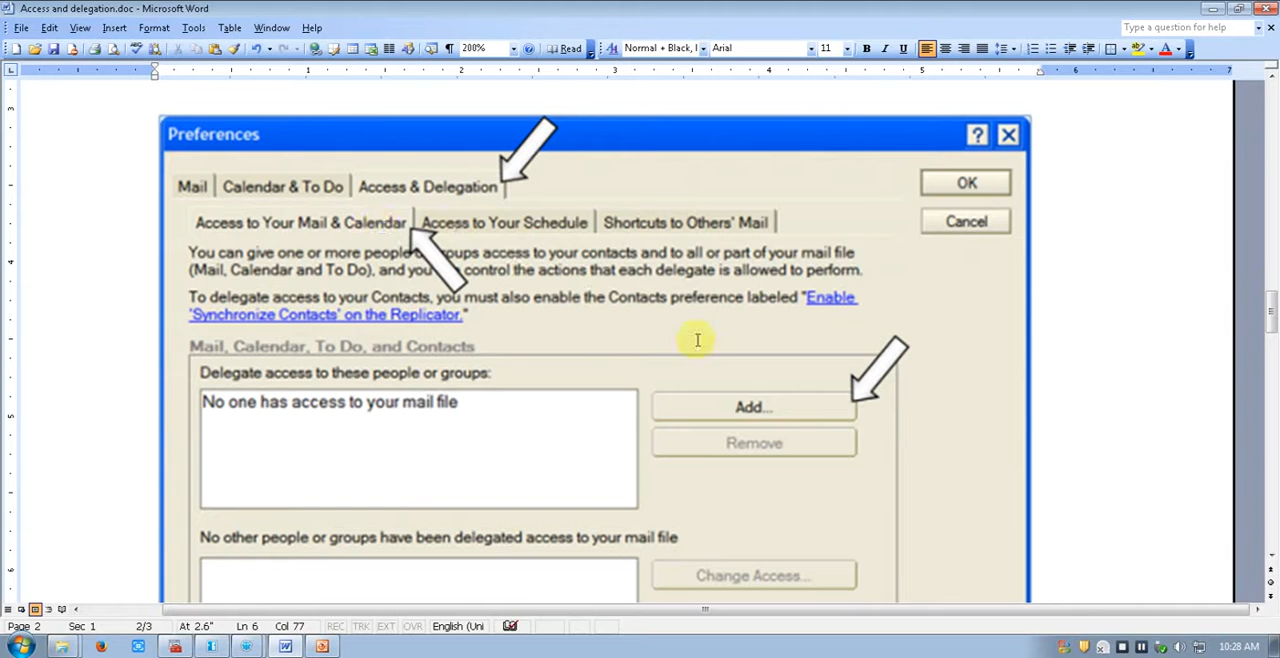 Access and delegation.doc - Microsoft Word
File Edit View Insert Format Tools Table Window Help
Type a question for help
200% Read Normal + Black, I Arial 11 B I U
1 2 3 4 5 6 7
Preferences
Mail Calendar & To Do Access & Delegation
OK
Access to Your Mail & Calendar Access to Your Schedule Shortcuts to Others' Mail
Cancel
You can give one or more people groups access to your contacts and to all or part of your mail file
(Mail, Calendar and To Do), and you control the actions that each delegate is allowed to perform.
To delegate access to your Contacts, you must also enable the Contacts preference labeled "Enable
'Synchronize Contacts' on the Replicator."
Mail, Calendar, To Do, and Contacts
Delegate access to these people or groups:
No one has access to your mail file
Add...
Remove
No other people or groups have been delegated access to your mail file
Change Access...
Page 2 Sec 1 2/3 At 2.6" Ln 6 Col 77 REC TRK EXT OVR English (Uni
10:28 AM